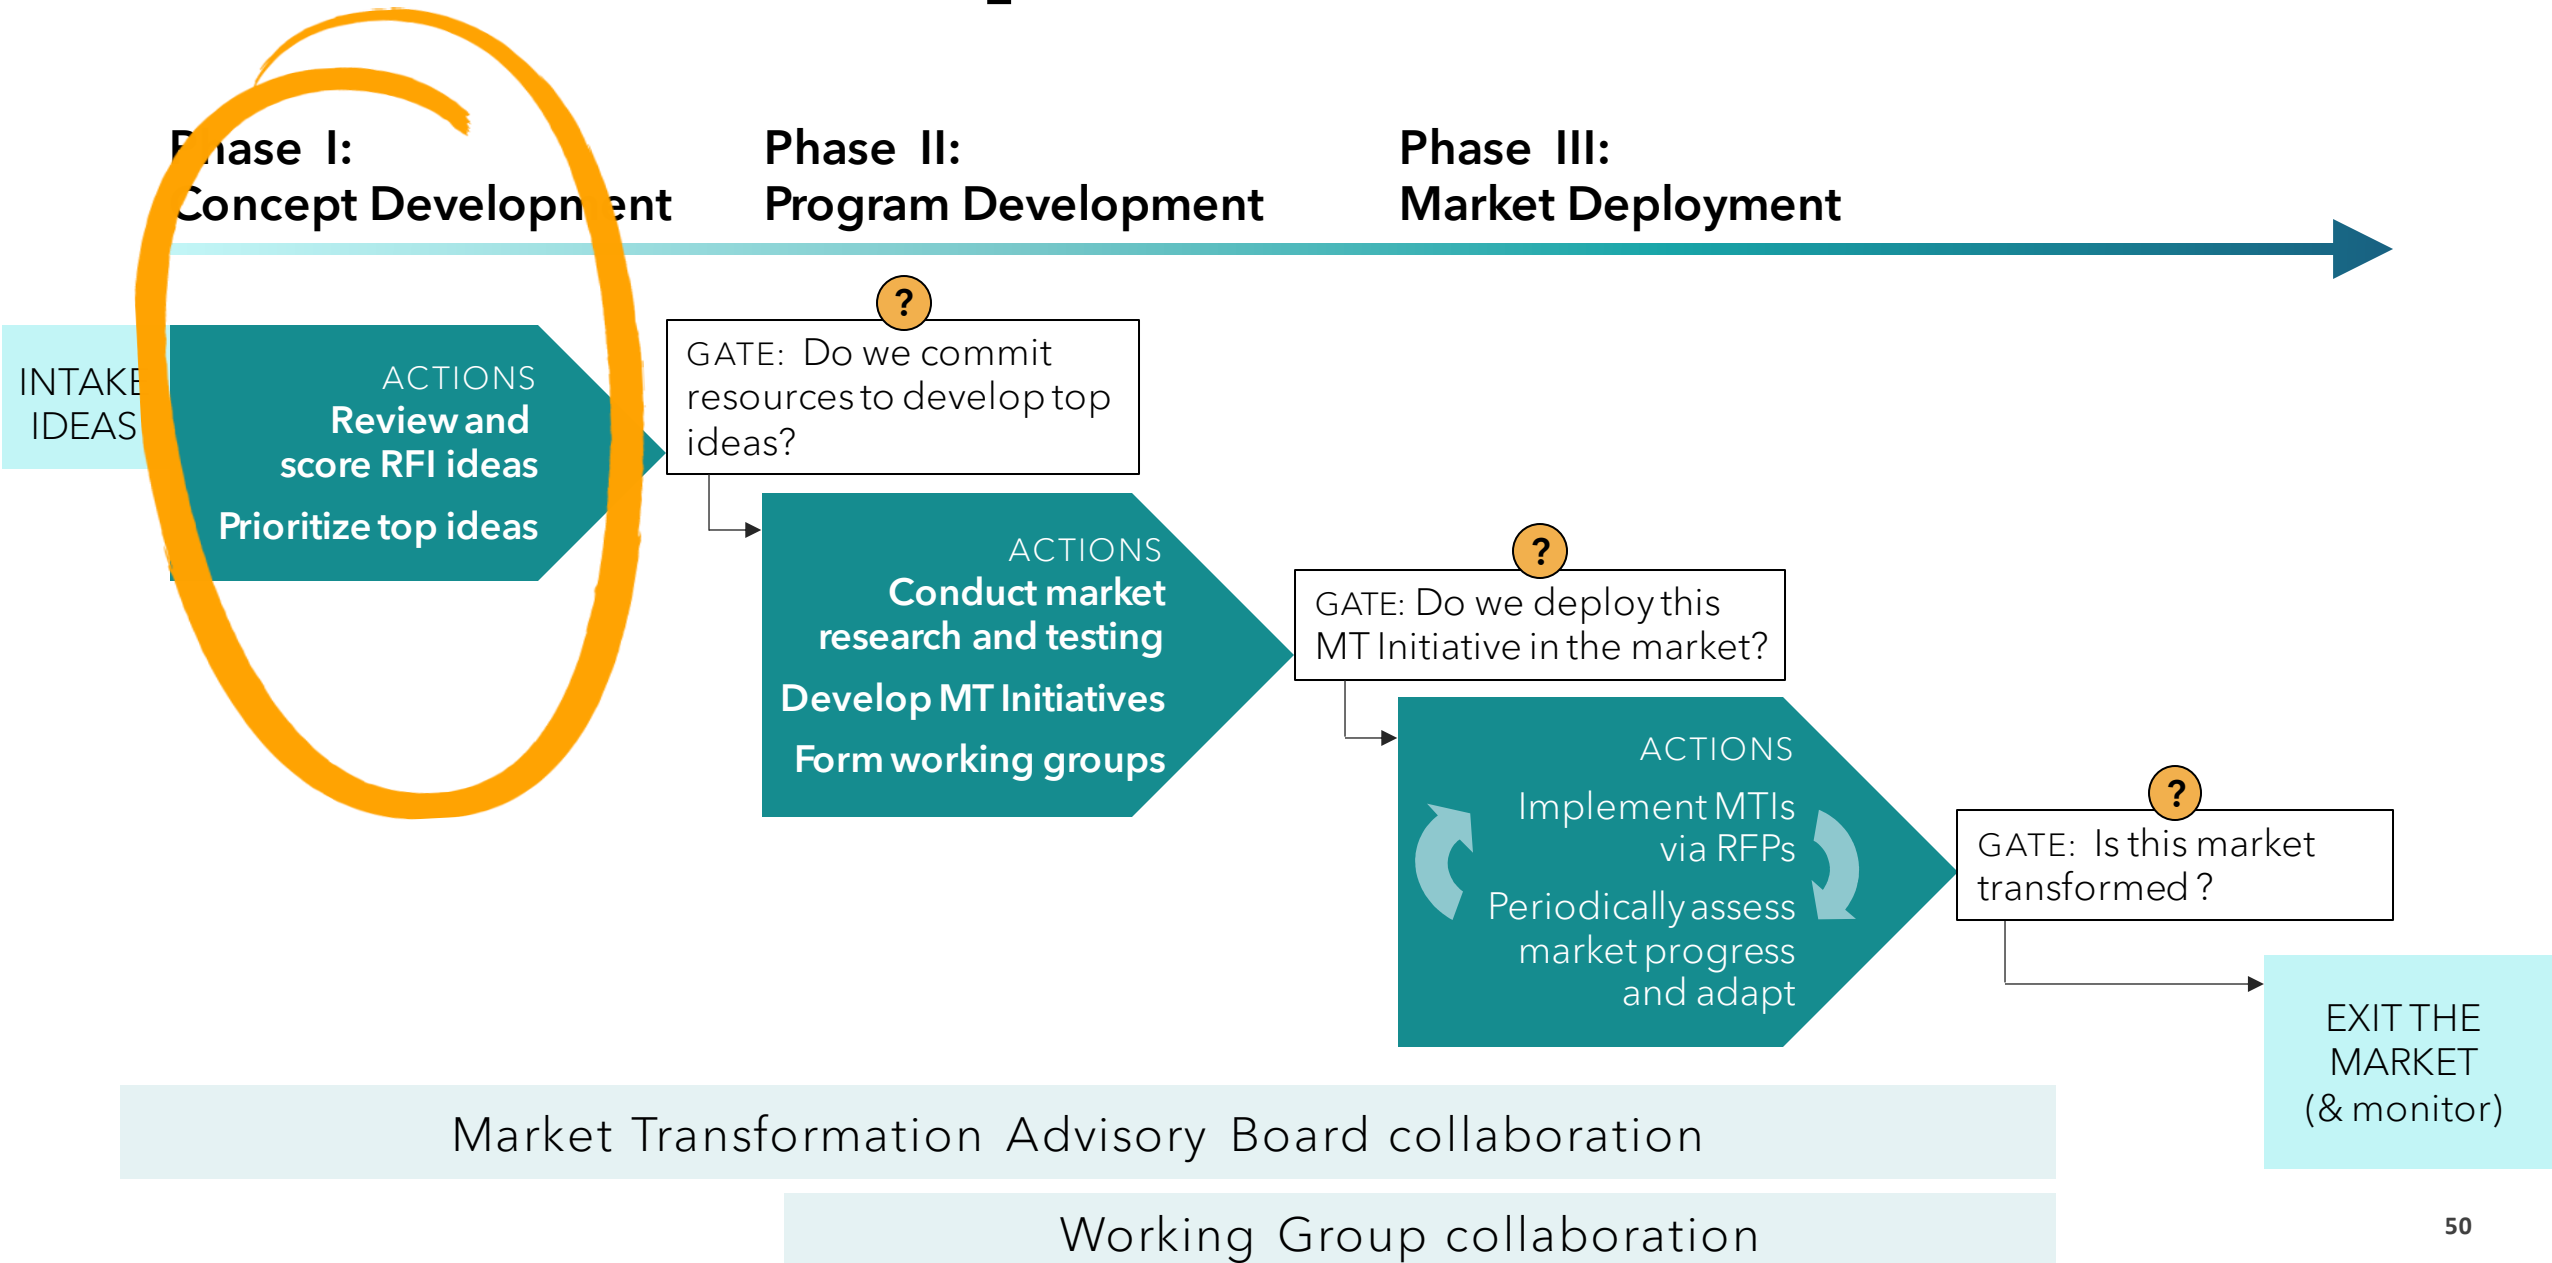 Phase I:
Concept Development
Phase II:
Program Development
Phase III:
Market Deployment
INTAKE
IDEAS
ACTIONS
Review and
score RFI ideas
Prioritize top ideas
?
GATE: Do we commit
resources to develop top
ideas?
ACTIONS
Conduct market
research and testing
Develop MT Initiatives
Form working groups
?
GATE: Do we deploy this
MT Initiative in the market?
ACTIONS
Implement MTIs
via RFPs
Periodically assess
market progress
and adapt
?
GATE: Is this market
transformed?
EXIT THE
MARKET
(& monitor)
Market Transformation Advisory Board collaboration
Working Group collaboration
50